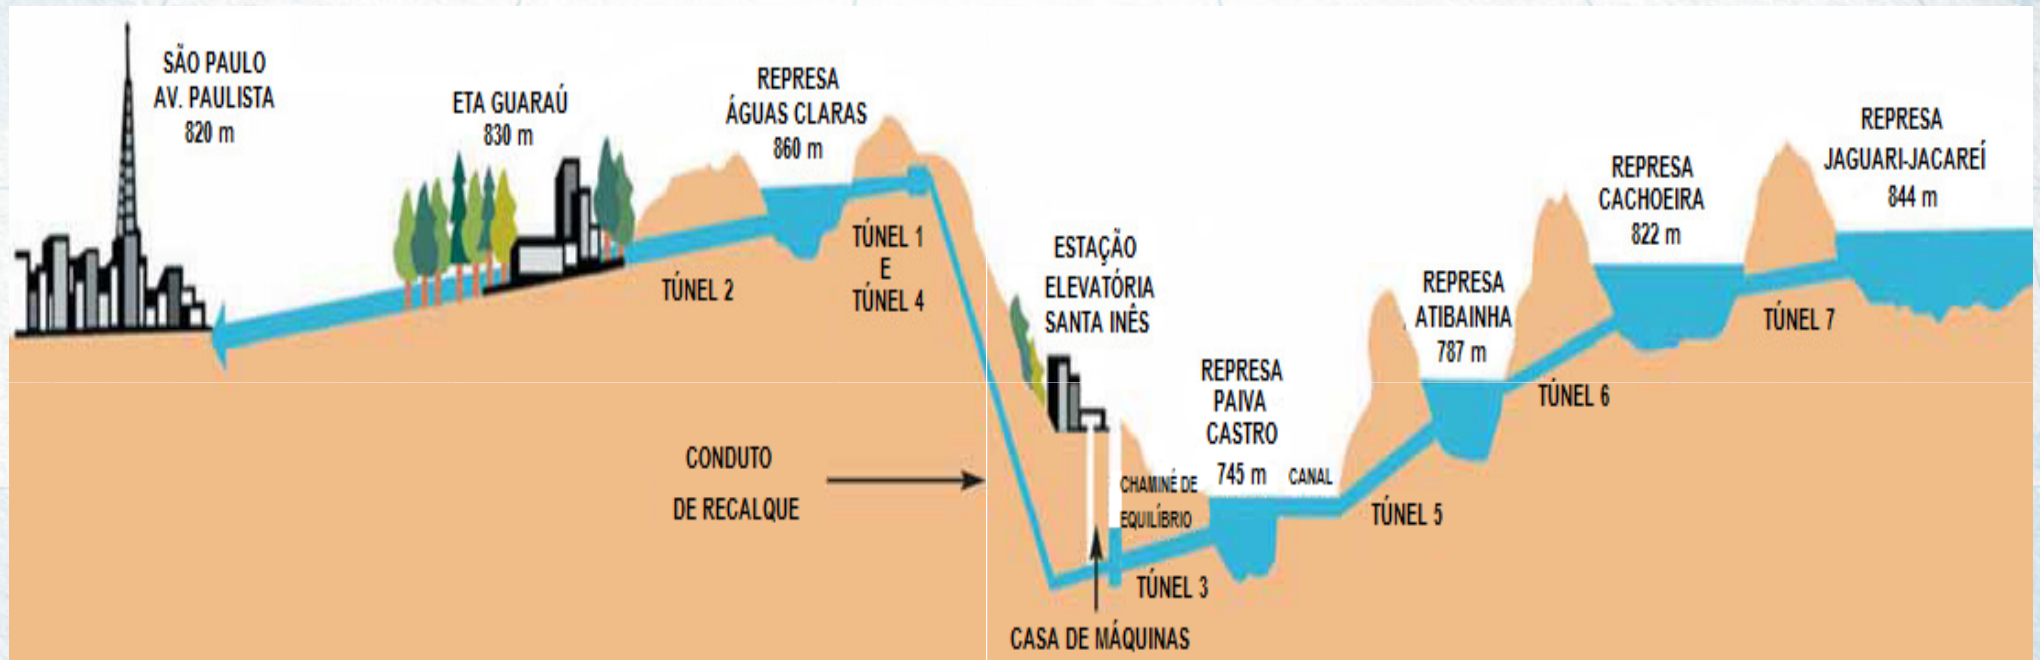 SÃO PAULO
AV. PAULISTA
820 m
ETA GUARAÚ
830 m
REPRESA
ÁGUAS CLARAS
860 m
TÚNEL 2
TÚNEL 1
E
TÚNEL 4
CONDUTO
DE RECALQUE
ESTAÇÃO
ELEVATÓRIA
SANTA INÊS
CHAMINÉ DE
EQUILÍBRIO
CASA DE MÁQUINAS
TÚNEL 3
REPRESA
PAIVA
CASTRO
745 m
CANAL
TÚNEL 5
REPRESA
ATIBAINHA
787 m
TÚNEL 6
REPRESA
CACHOEIRA
822 m
TÚNEL 7
REPRESA
JAGUARI-JACAREÍ
844 m